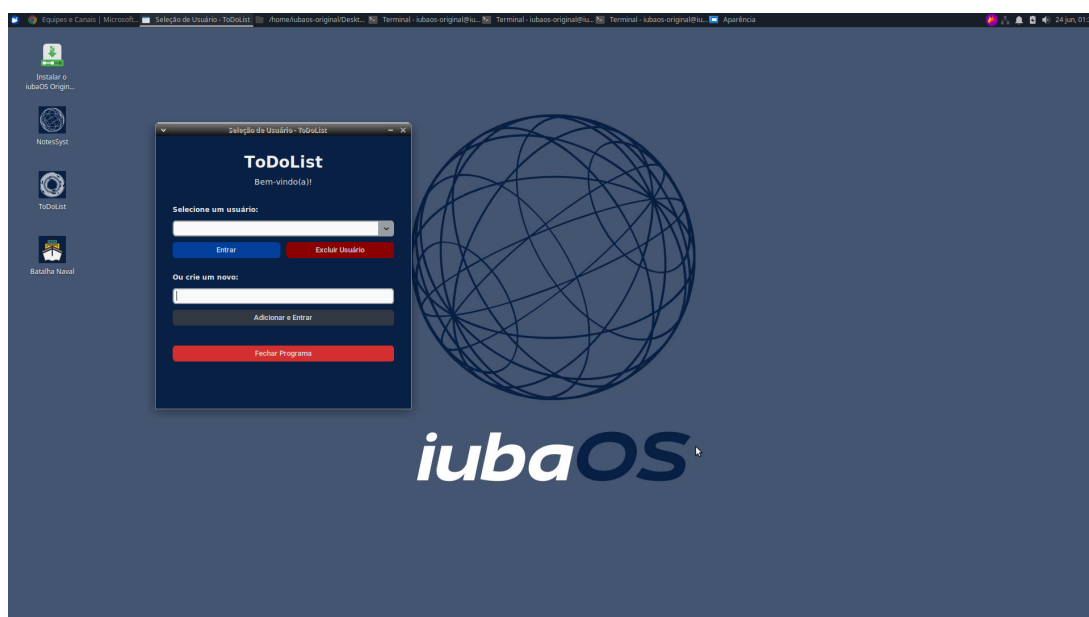 Equipes e Canais | Microsoft...
Seleção de Usuário - ToDoList
/home/iubaos-original/Deskt...
Terminal - iubaos-original@iu...
Terminal - iubaos-original@iu...
Terminal - iubaos-original@iu...
Aparência
24 jun, 01:
Instalar o
iubaOS Origin...
NotesSyst
ToDoList
Batalha Naval
Seleção de Usuário - ToDoList
ToDoList
Bem-vindo(a)!
Selecione um usuário:
Entrar
Excluir Usuário
Ou crie um novo:
Adicionar e Entrar
Fechar Programa
iubaOS